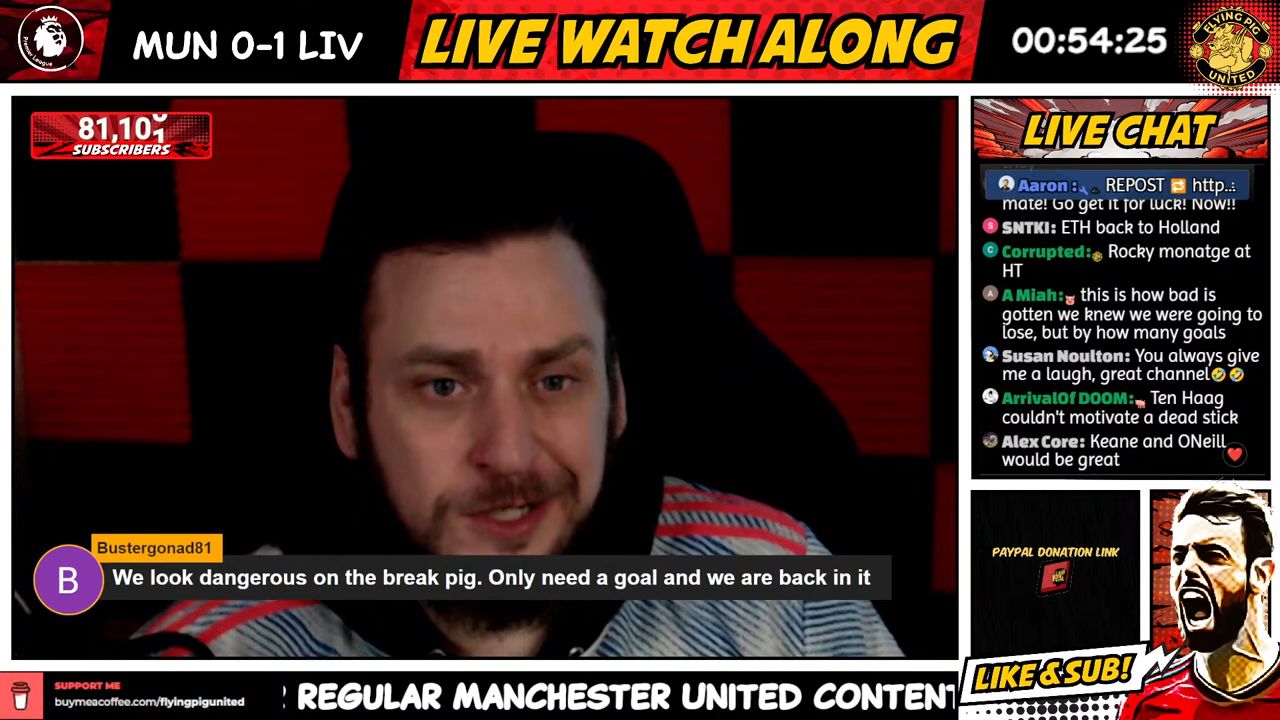 Premier League
MUN 0-1 LIV
LIVE WATCH ALONG
00:54:25
FLYING PIG
UNITED
81,10
SUBSCRIBERS
LIVE CHAT
Aaron: REPOST http...
mate! Go get it for luck! Now!!
S SNTKI: ETH back to Holland
C Corrupted: Rocky monatge at
HT
A A Miah: this is how bad is
gotten we knew we were going to
lose, but by how many goals
Susan Noulton: You always give
me a laugh, great channel🤣🤣
ArrivalOf DOOM: Ten Haag
couldn't motivate a dead stick
Alex Core: Keane and ONeill
would be great
Bustergonad81
B We look dangerous on the break pig. Only need a goal and we are back in it
PAYPAL DONATION LINK
LIKE & SUB!
SUPPORT ME
buymeacoffee.com/flyingpigunited
REGULAR MANCHESTER UNITED CONTENT